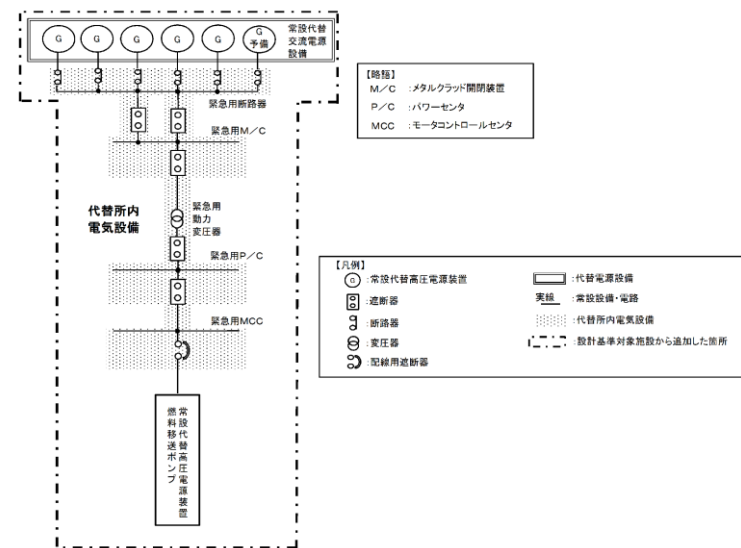 G G G G G G
予備
常設代替
交流電源
設備
緊急用断路器
緊急用M/C
代替所内
電気設備
緊急用
動力
変圧器
緊急用P/C
緊急用MCC
常設代替高圧電源装置
燃料移送ポンプ
【略語】
M/C :メタルクラッド開閉装置
P/C :パワーセンタ
MCC :モータコントロールセンタ
【凡例】
G :常設代替高圧電源装置
:遮断器
:断路器
:変圧器
:配線用遮断器
:代替電源設備
実線 :常設設備・電路
:代替所内電気設備
:設計基準対象施設から追加した箇所